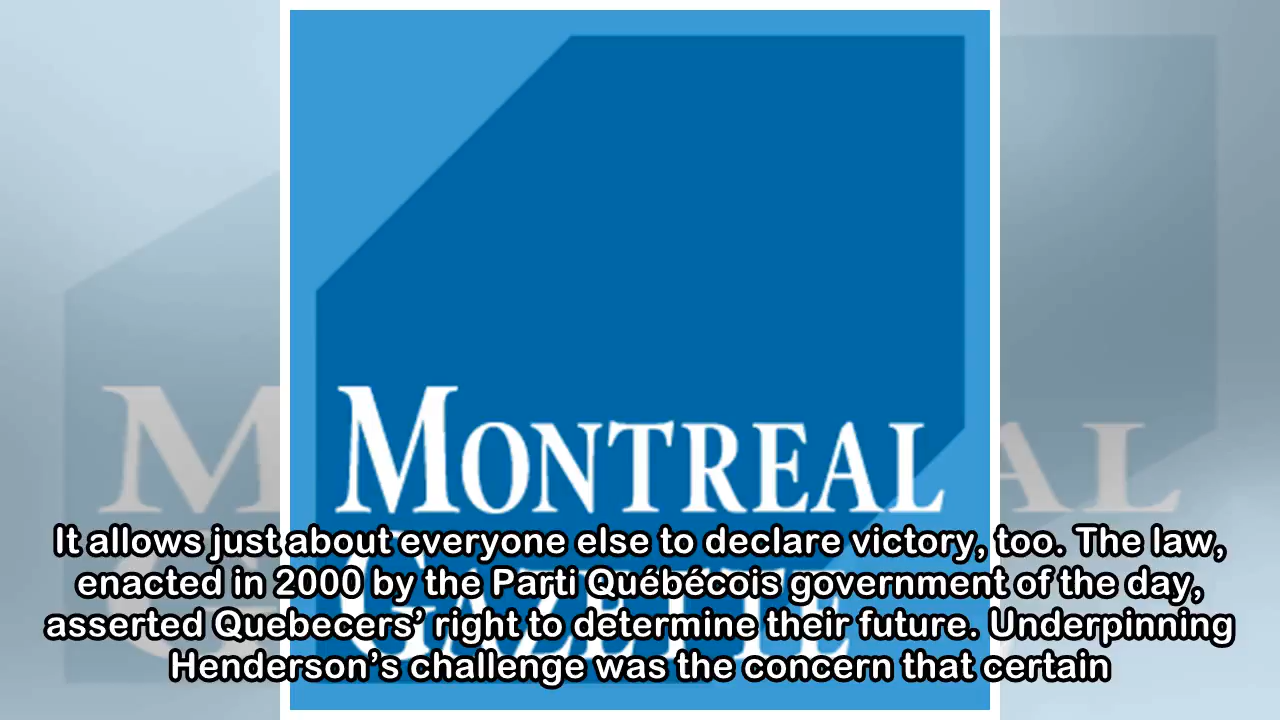 MONTREAL
GAZETTE
It allows just about everyone else to declare victory, too. The law,
enacted in 2000 by the Parti Québécois government of the day,
asserted Quebecers’ right to determine their future. Underpinning
Henderson’s challenge was the concern that certain